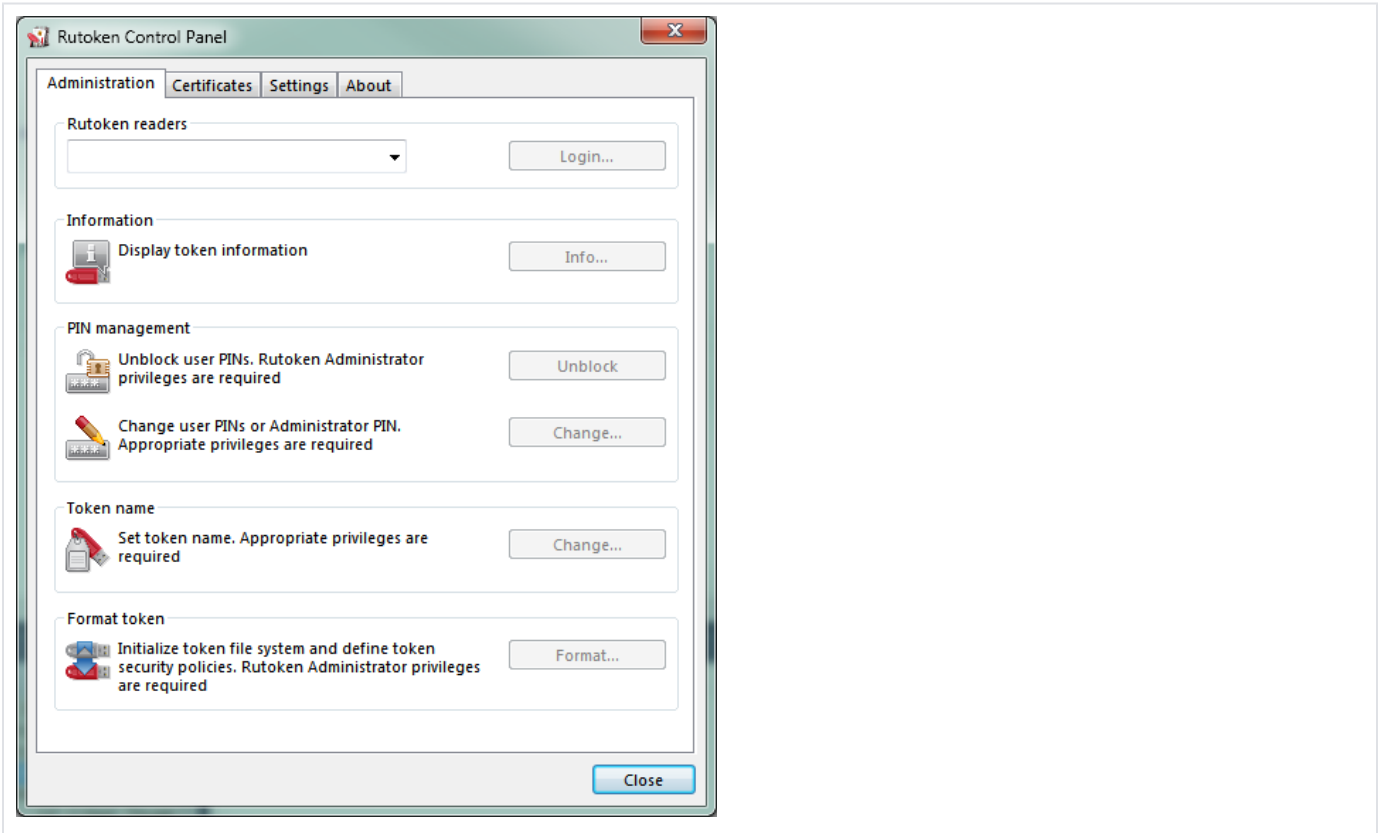 Rutoken Control Panel
Administration Certificates Settings About
Rutoken readers
Login...
Information
Display token information
Info...
PIN management
Unblock user PINs. Rutoken Administrator
privileges are required
Unblock
Change user PINs or Administrator PIN.
Appropriate privileges are required
Change...
Token name
Set token name. Appropriate privileges are
required
Change...
Format token
Initialize token file system and define token
security policies. Rutoken Administrator privileges
are required
Format...
Close